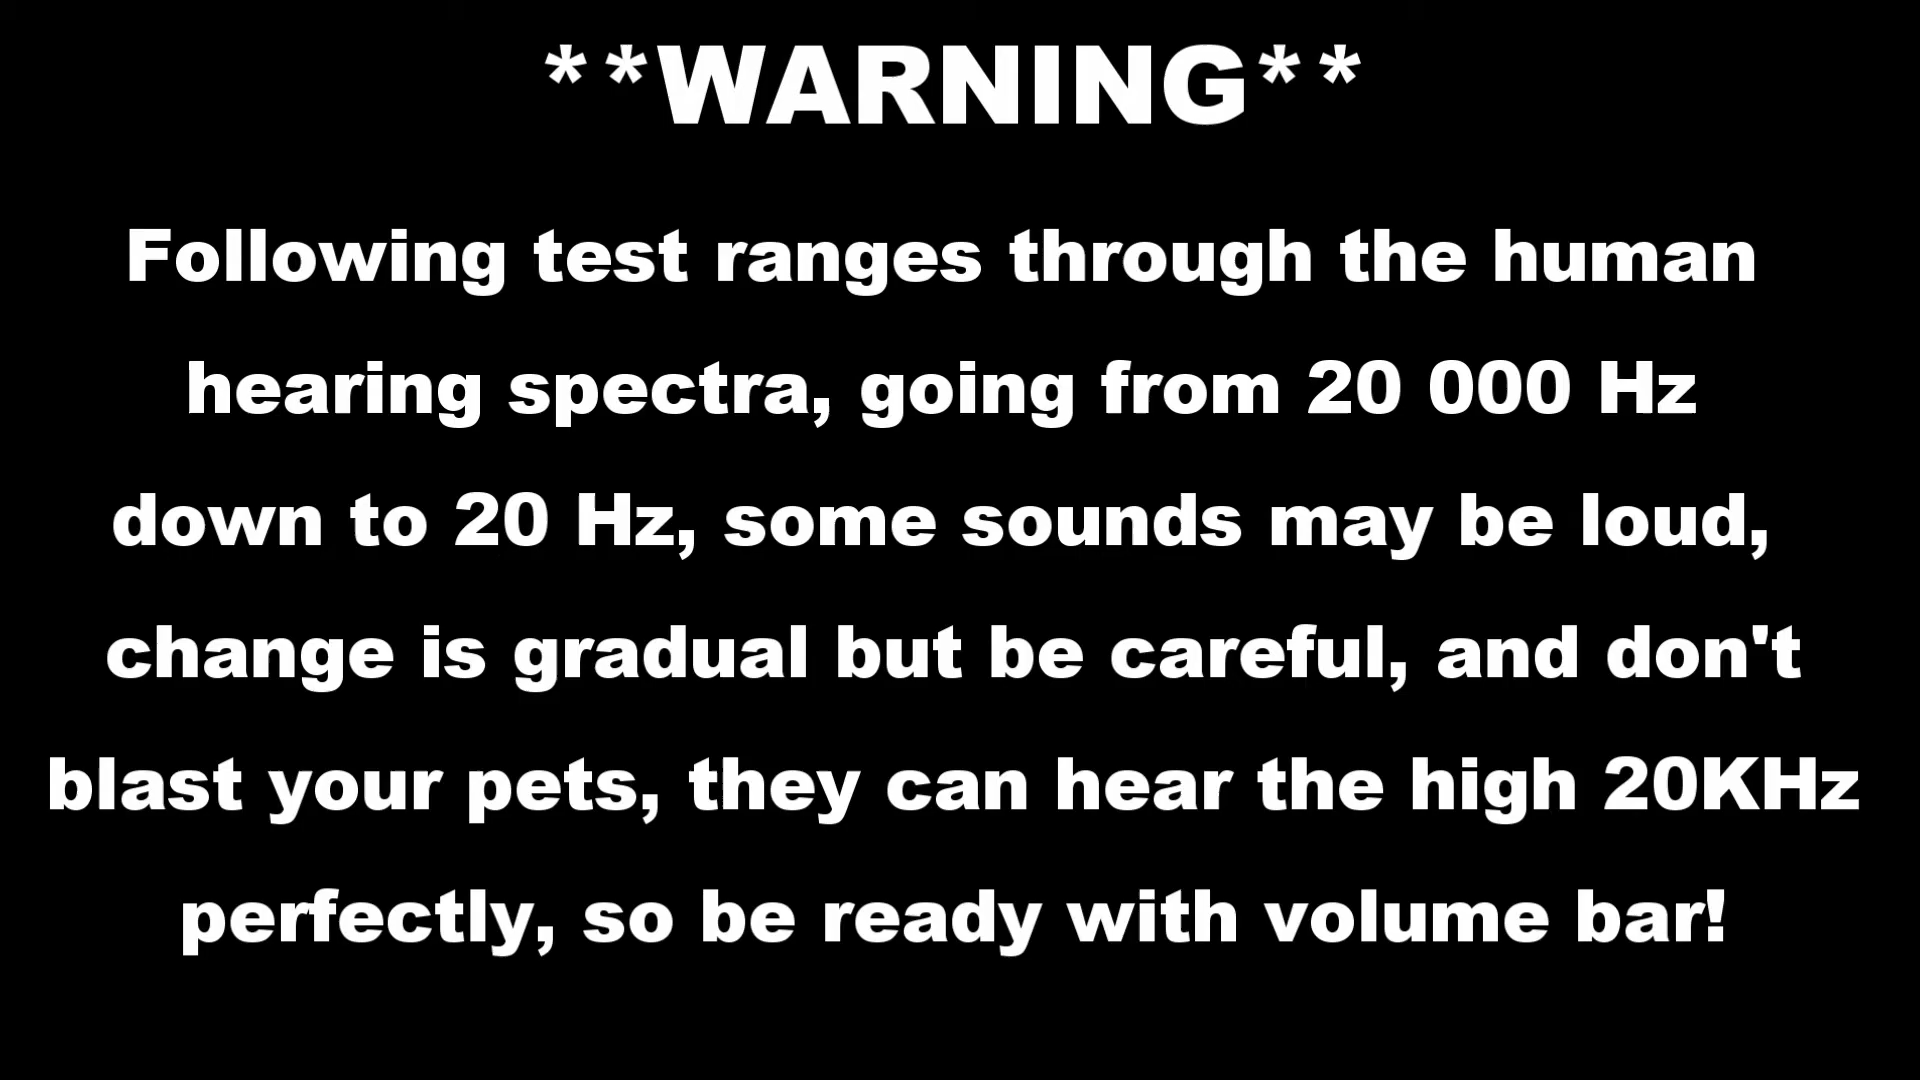 **WARNING**
Following test ranges through the human
hearing spectra, going from 20 000 Hz
down to 20 Hz, some sounds may be loud,
change is gradual but be careful, and don't
blast your pets, they can hear the high 20KHz
perfectly, so be ready with volume bar!